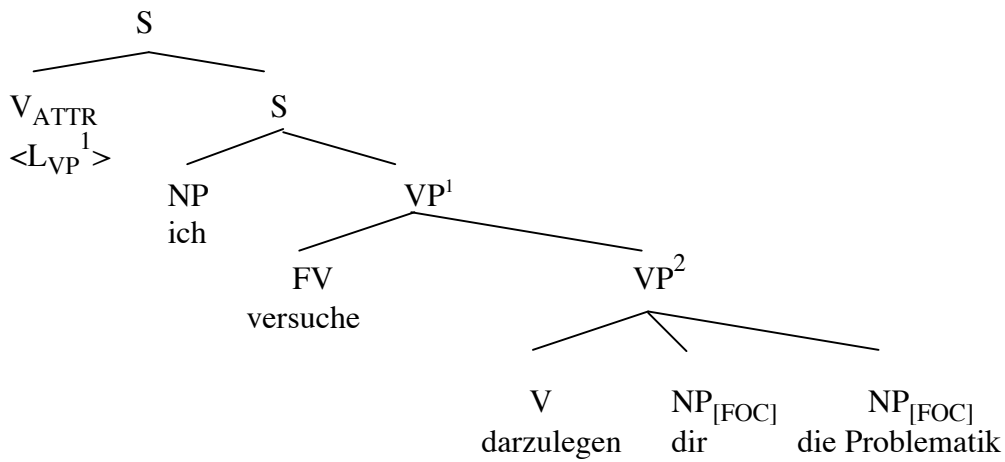 S
V_ATTR S
<L_VP^1>
NP VP^1
ich
FV VP^2
versuche
V NP_[FOC] NP_[FOC]
darzulegen dir die Problematik